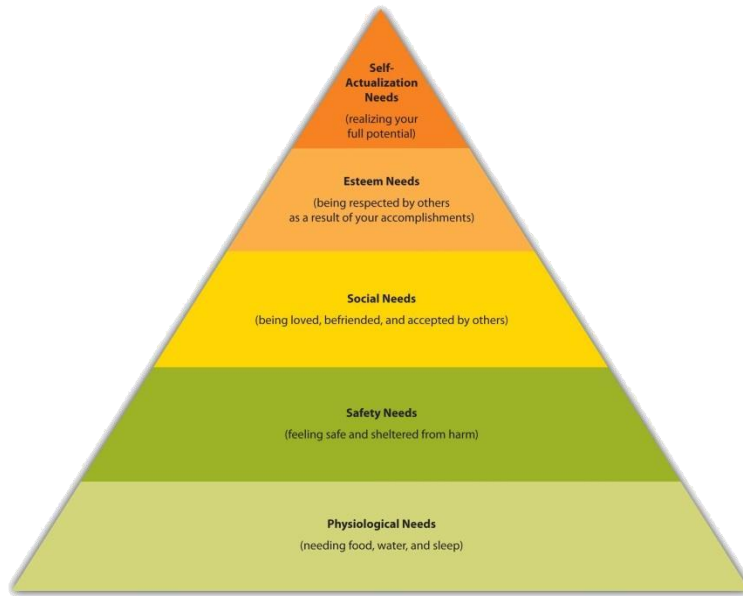 Self-
Actualization
Needs
(realizing your
full potential)
Esteem Needs
(being respected by others
as a result of your accomplishments)
Social Needs
(being loved, befriended, and accepted by others)
Safety Needs
(feeling safe and sheltered from harm)
Physiological Needs
(needing food, water, and sleep)